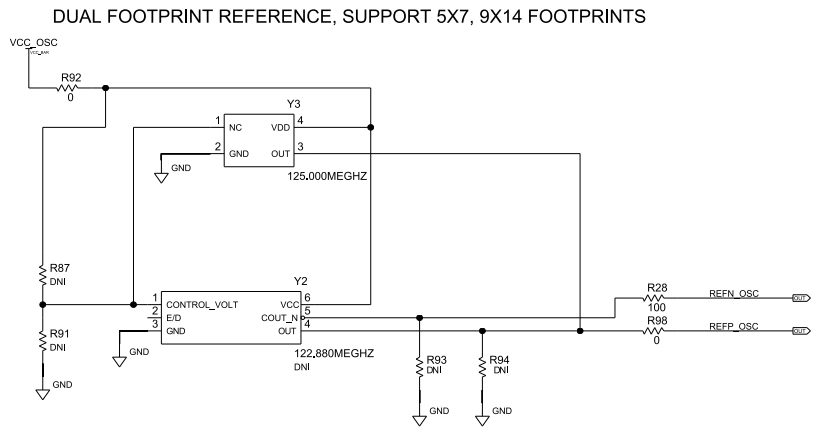 DUAL FOOTPRINT REFERENCE, SUPPORT 5X7, 9X14 FOOTPRINTS
VCC_OSC
VCC_BAR
R92
0
Y3
1 NC VDD 4
2 GND OUT 3
GND
125.000MEGHZ
R87
DNI
Y2
1 CONTROL_VOLT VCC 6
2 E/D COUT_N 5
3 GND OUT 4
GND
122.880MEGHZ
DNI
R91
DNI
GND
R28
100
REFN_OSC
OUT
R98
0
REFP_OSC
OUT
R93
DNI
GND
R94
DNI
GND